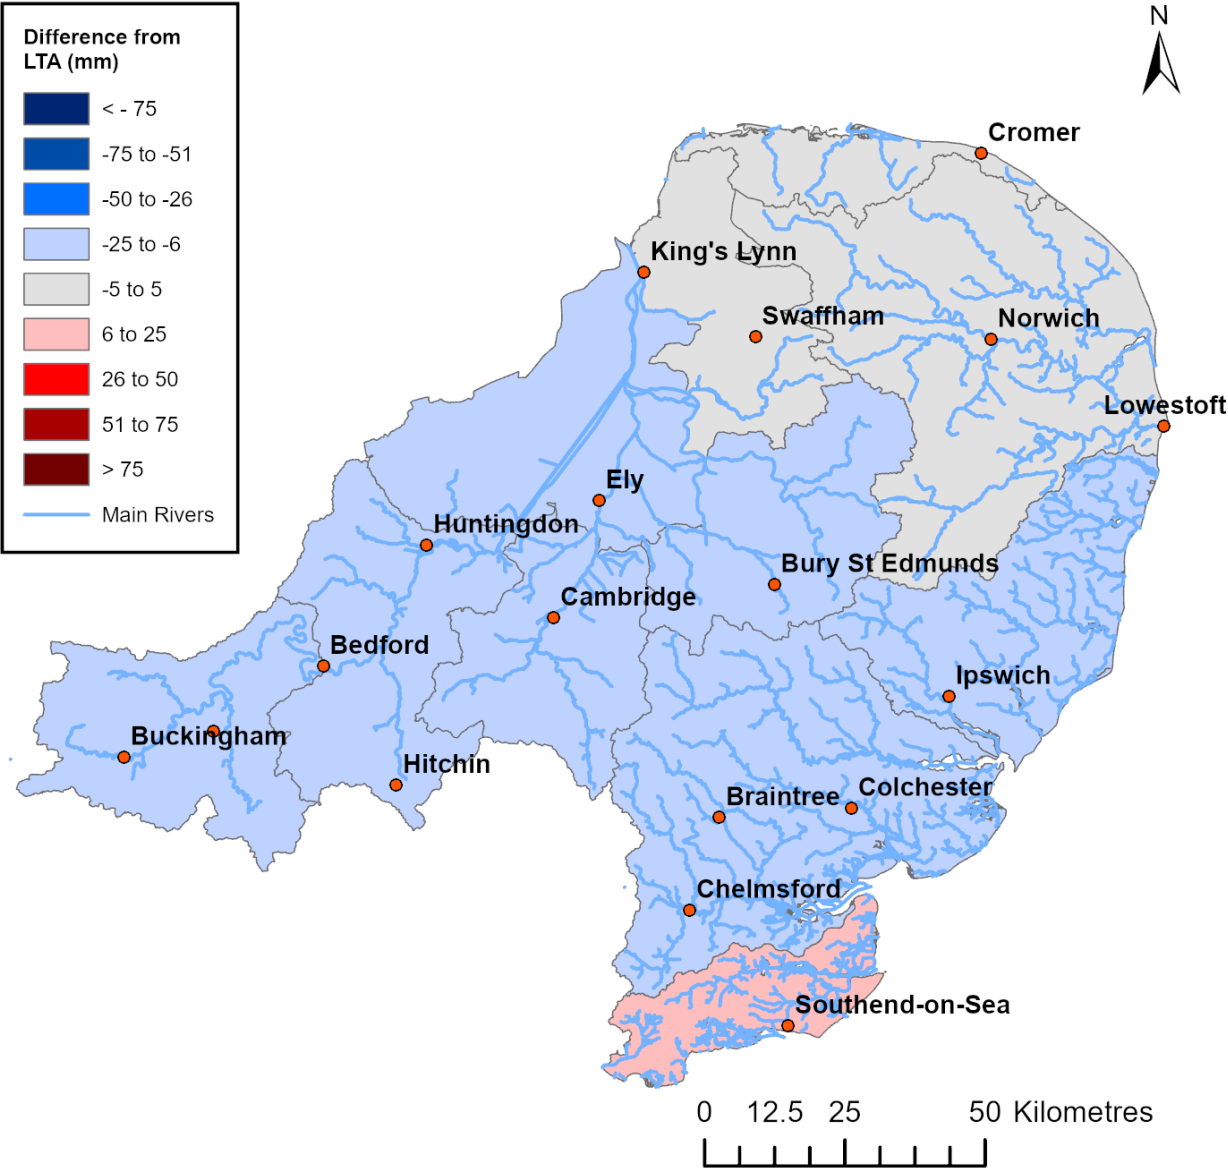 Difference from
LTA (mm)
< - 75
-75 to -51
-50 to -26
-25 to -6
-5 to 5
6 to 25
26 to 50
51 to 75
> 75
Main Rivers
N
Cromer
King's Lynn
Swaffham
Norwich
Lowestoft
Ely
Huntingdon
Bury St Edmunds
Cambridge
Bedford
Ipswich
Buckingham
Hitchin
Braintree
Colchester
Chelmsford
Southend-on-Sea
0 12.5 25 50 Kilometres